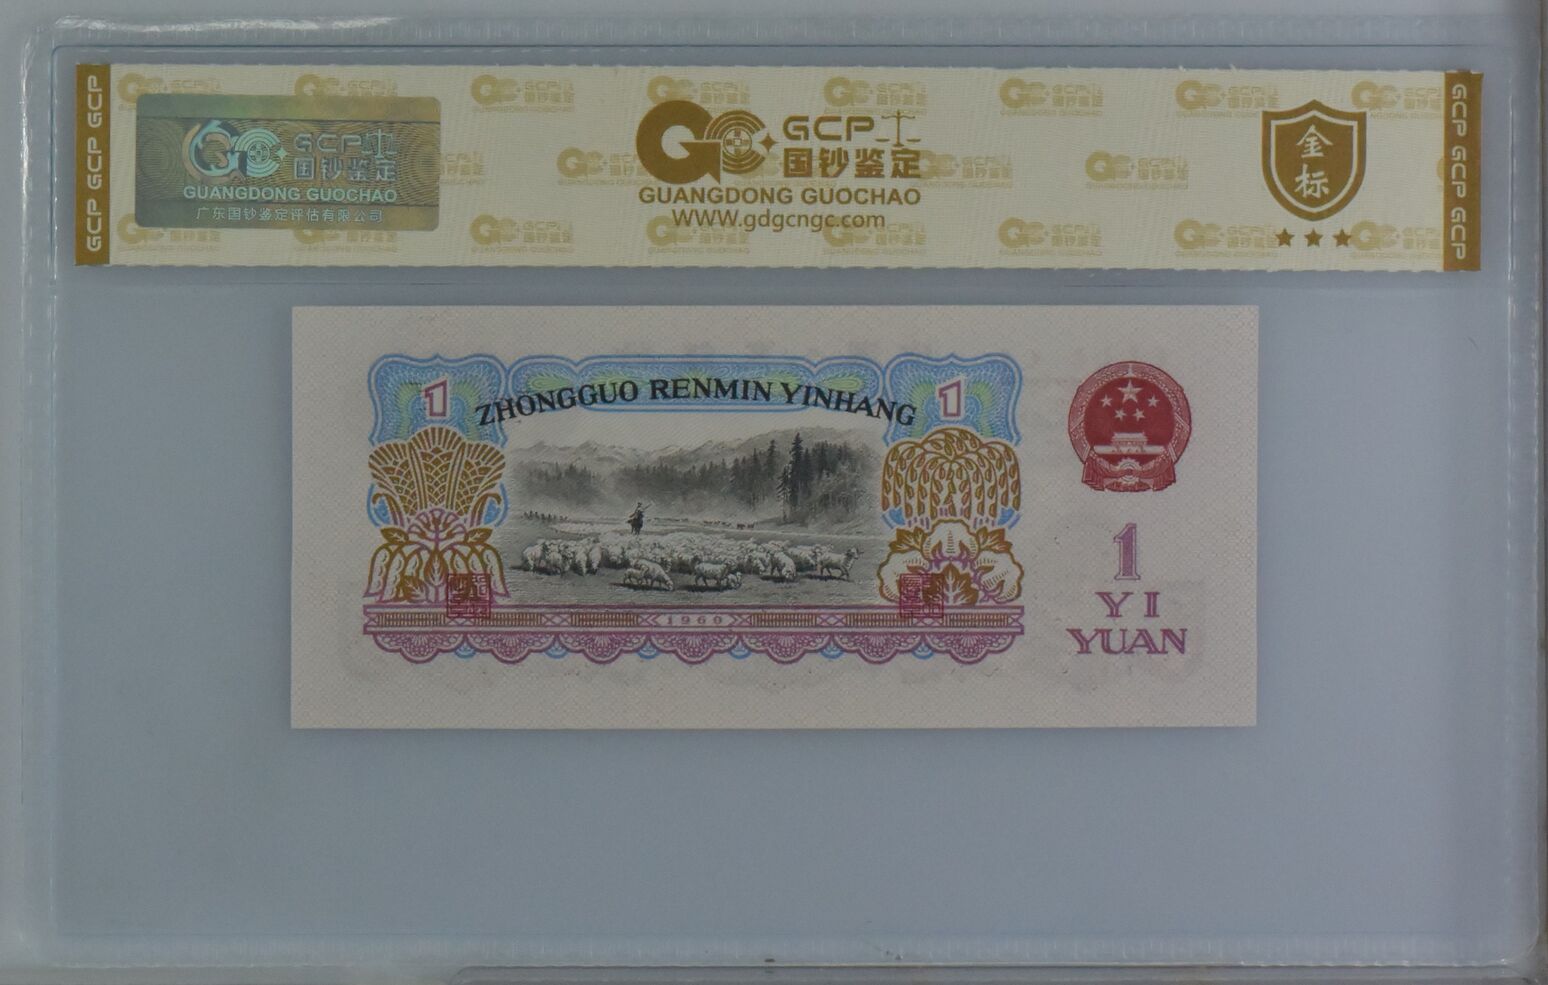 GCP GCP GCP
GCP 国钞鉴定
GUANGDONG GUOCHAO
广东国钞鉴定评估有限公司
GCP
国钞鉴定
GUANGDONG GUOCHAO
WWW.gdgcngc.com
金标
GCP GCP GCP
1
ZHONGGUO RENMIN YINHANG
1
1960
1
YI
YUAN